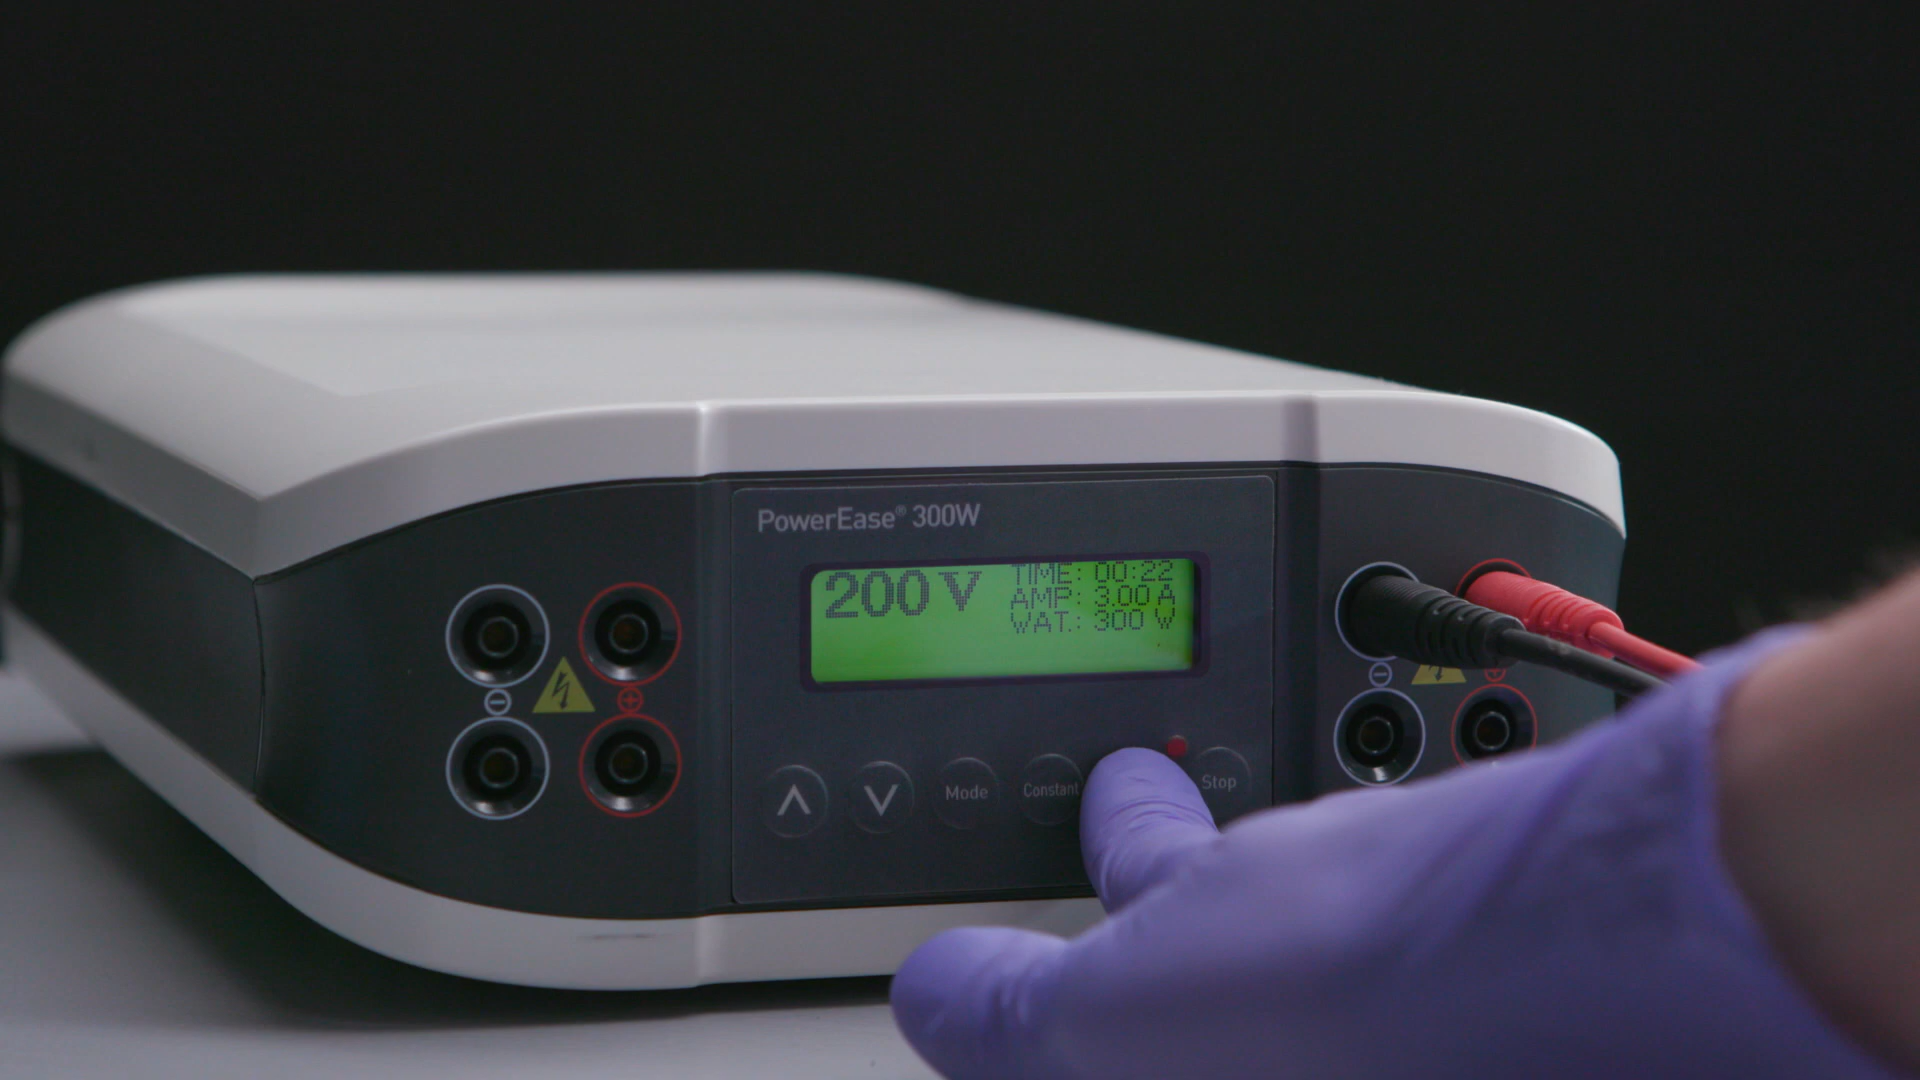 PowerEase® 300W
200 V
TIME: 00:22
AMP: 3.00 A
WAT.: 300 W
Mode
Constant
Stop